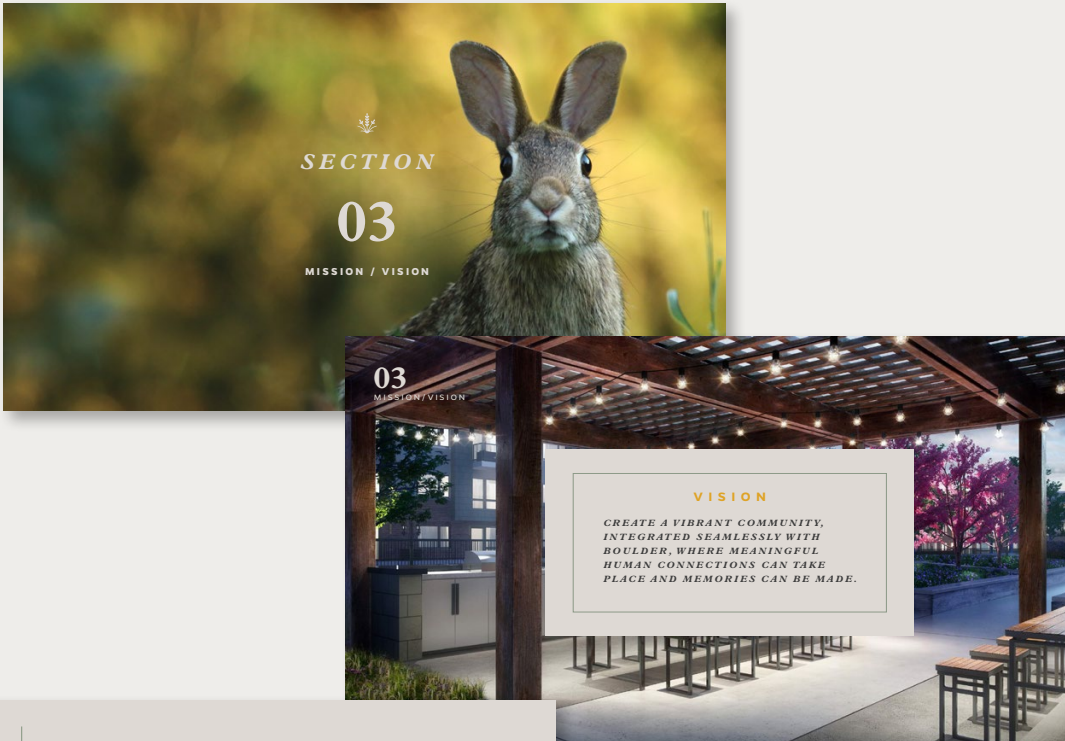 SECTION
03
MISSION / VISION
03
MISSION/VISION
VISION
CREATE A VIBRANT COMMUNITY,
INTEGRATED SEAMLESSLY WITH
BOULDER, WHERE MEANINGFUL
HUMAN CONNECTIONS CAN TAKE
PLACE AND MEMORIES CAN BE MADE.